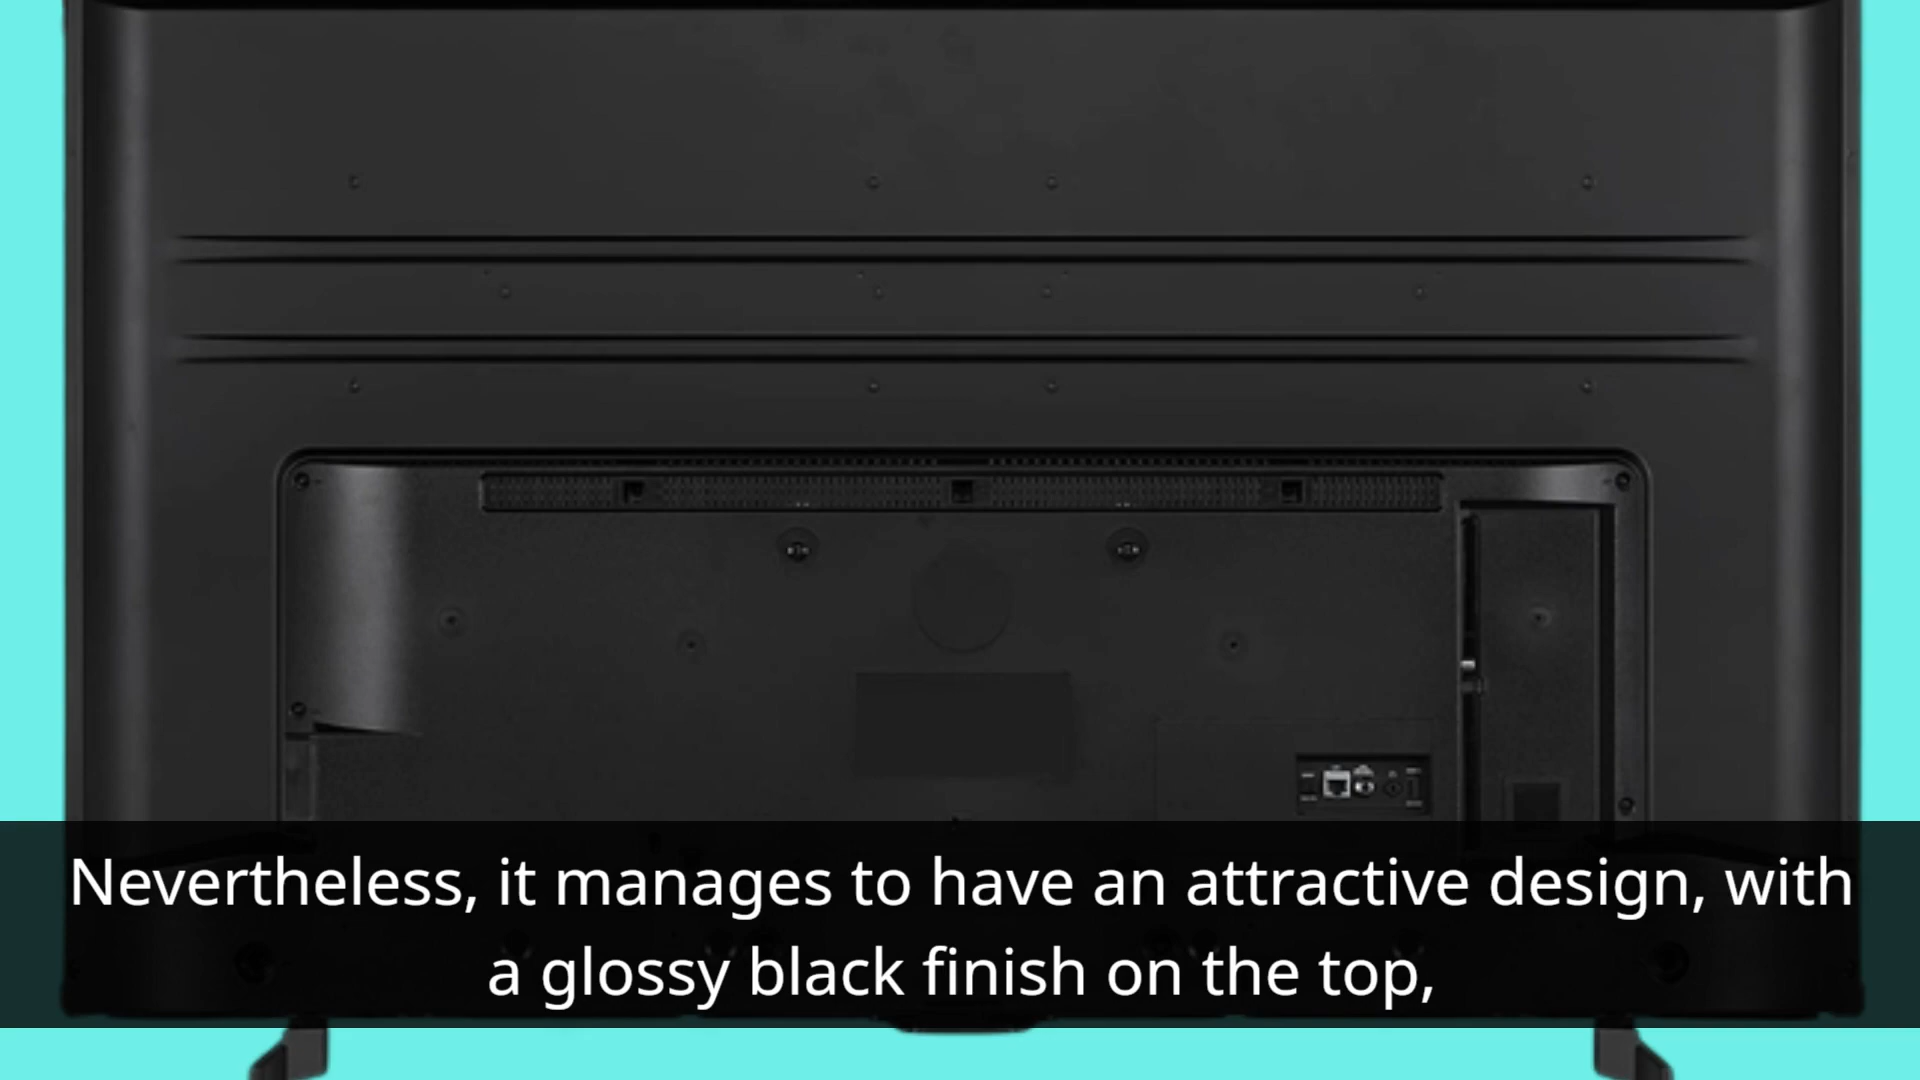 Nevertheless, it manages to have an attractive design, with
a glossy black finish on the top,